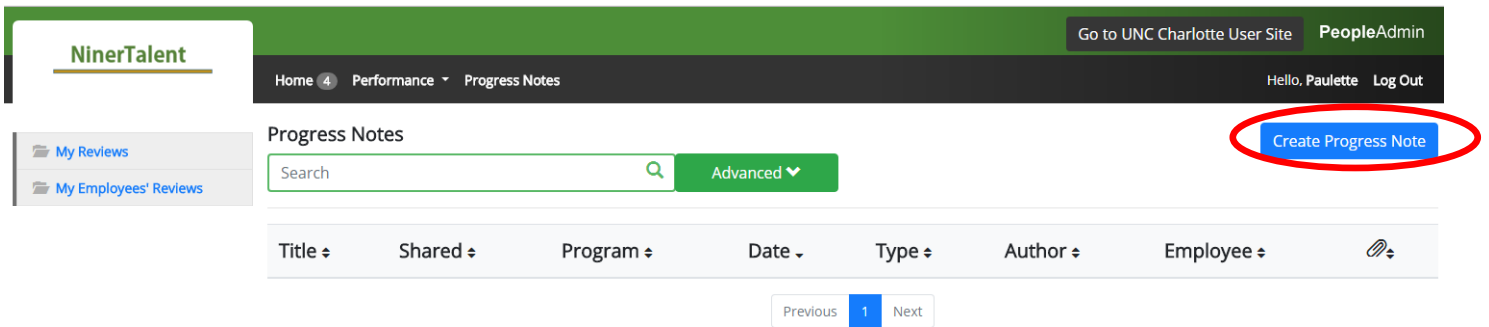 NinerTalent
Go to UNC Charlotte User Site PeopleAdmin
Home 4 Performance Progress Notes Hello, Paulette Log Out
My Reviews
My Employees' Reviews
Progress Notes
Create Progress Note
Search Advanced
Title Shared Program Date Type Author Employee
Previous 1 Next